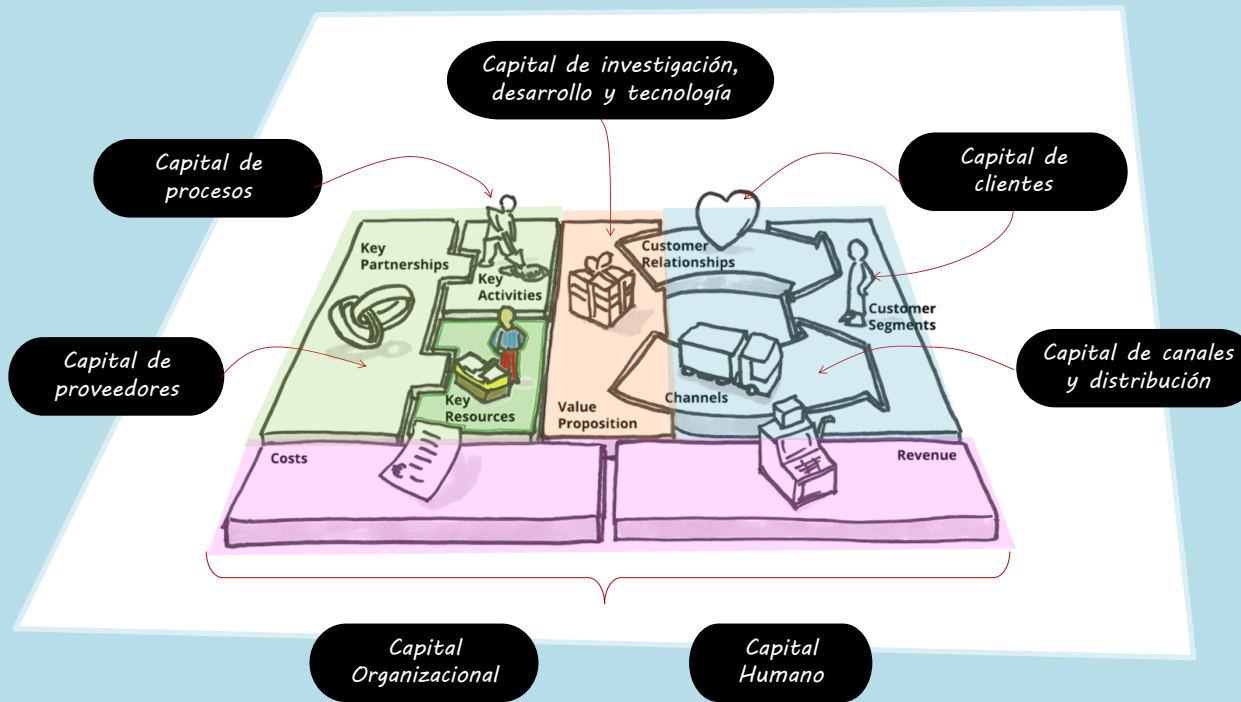 Capital de investigación,
desarrollo y tecnología
Capital de
procesos
Capital de
clientes
Key
Partnerships
Key
Activities
Customer
Relationships
Customer
Segments
Capital de
proveedores
Capital de canales
y distribución
Key
Resources
Value
Proposition
Channels
Costs
Revenue
Capital
Organizacional
Capital
Humano